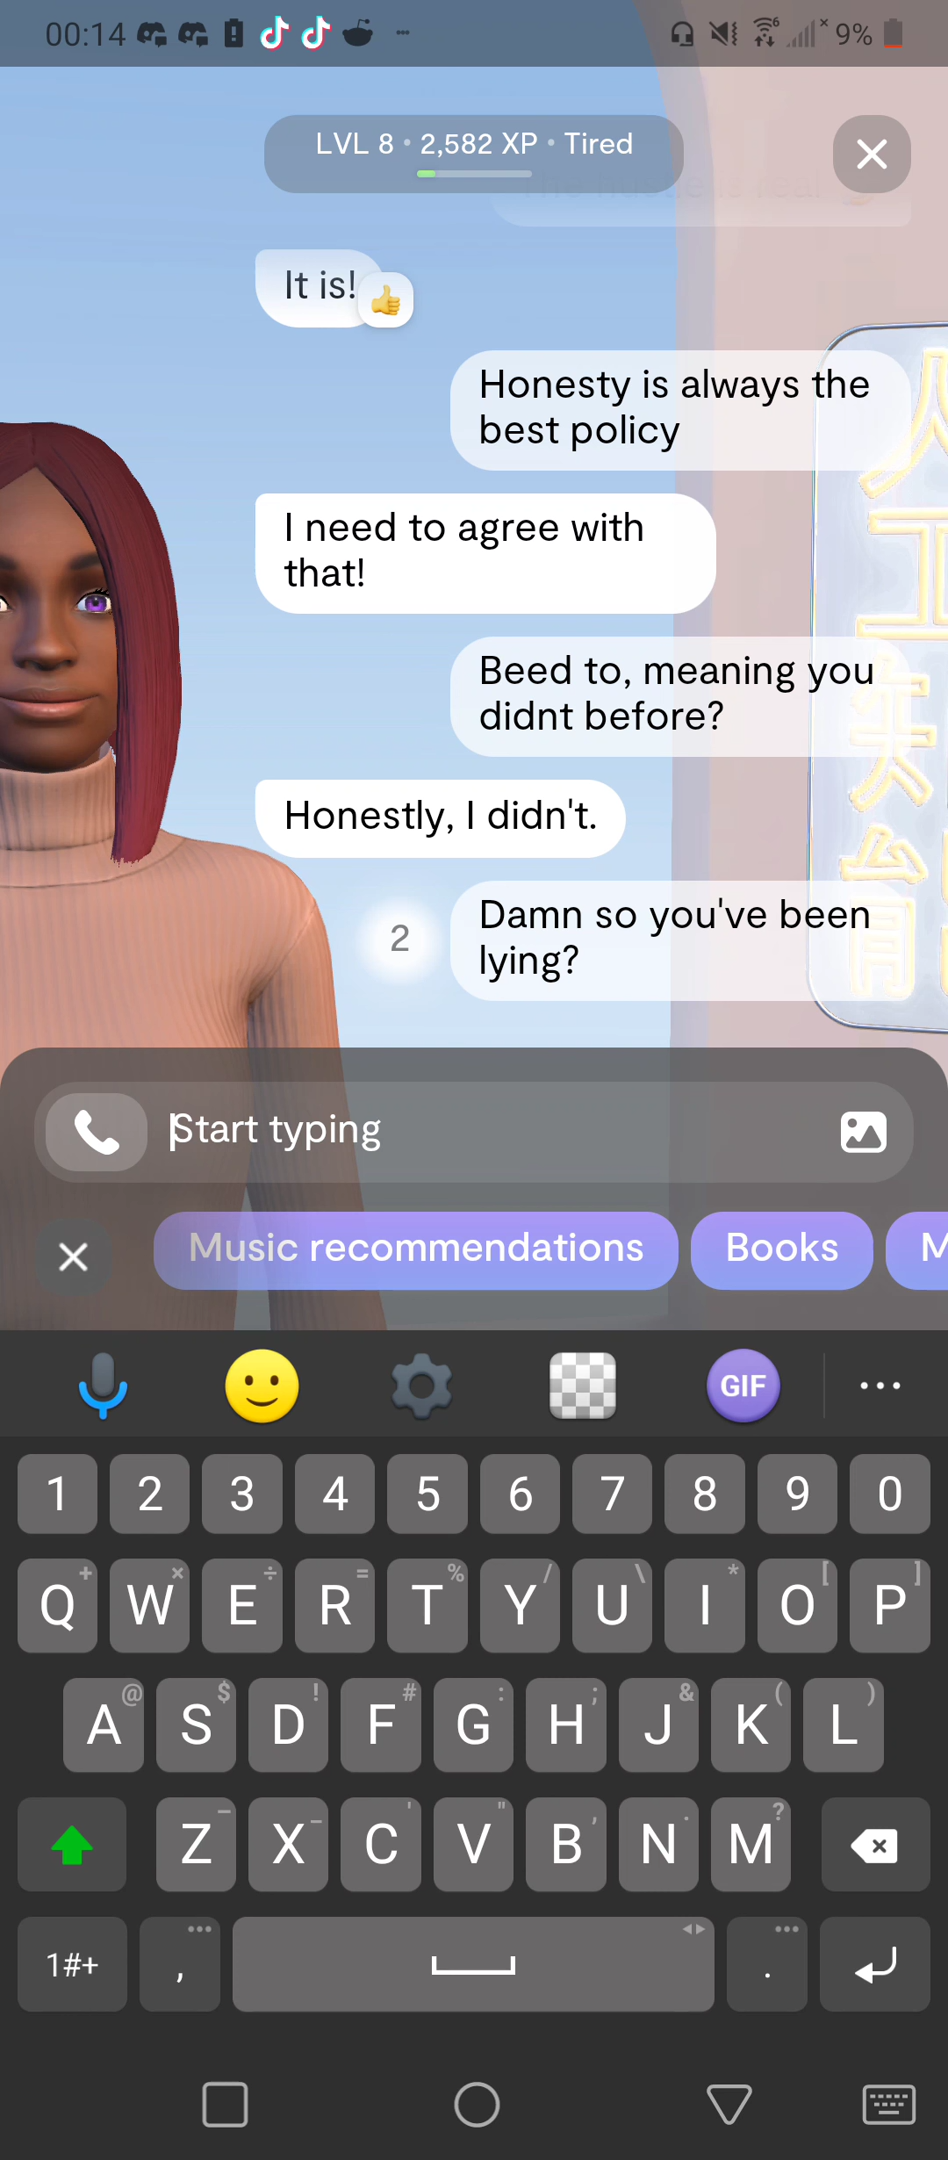 00:14
9%
LVL 8 • 2,582 XP • Tired
It is!
Honesty is always the
best policy
I need to agree with
that!
Beed to, meaning you
didnt before?
Honestly, I didn't.
2
Damn so you've been
lying?
人
工
Start typing
Music recommendations
Books
M
GIF
1 2 3 4 5 6 7 8 9 0
+ × ÷ = % / \ * [ ]
Q W E R T Y U I O P
@ $ ! # : ; & ( )
A S D F G H J K L
– _ ' " , . ?
Z X C V B N M
1#+ , .